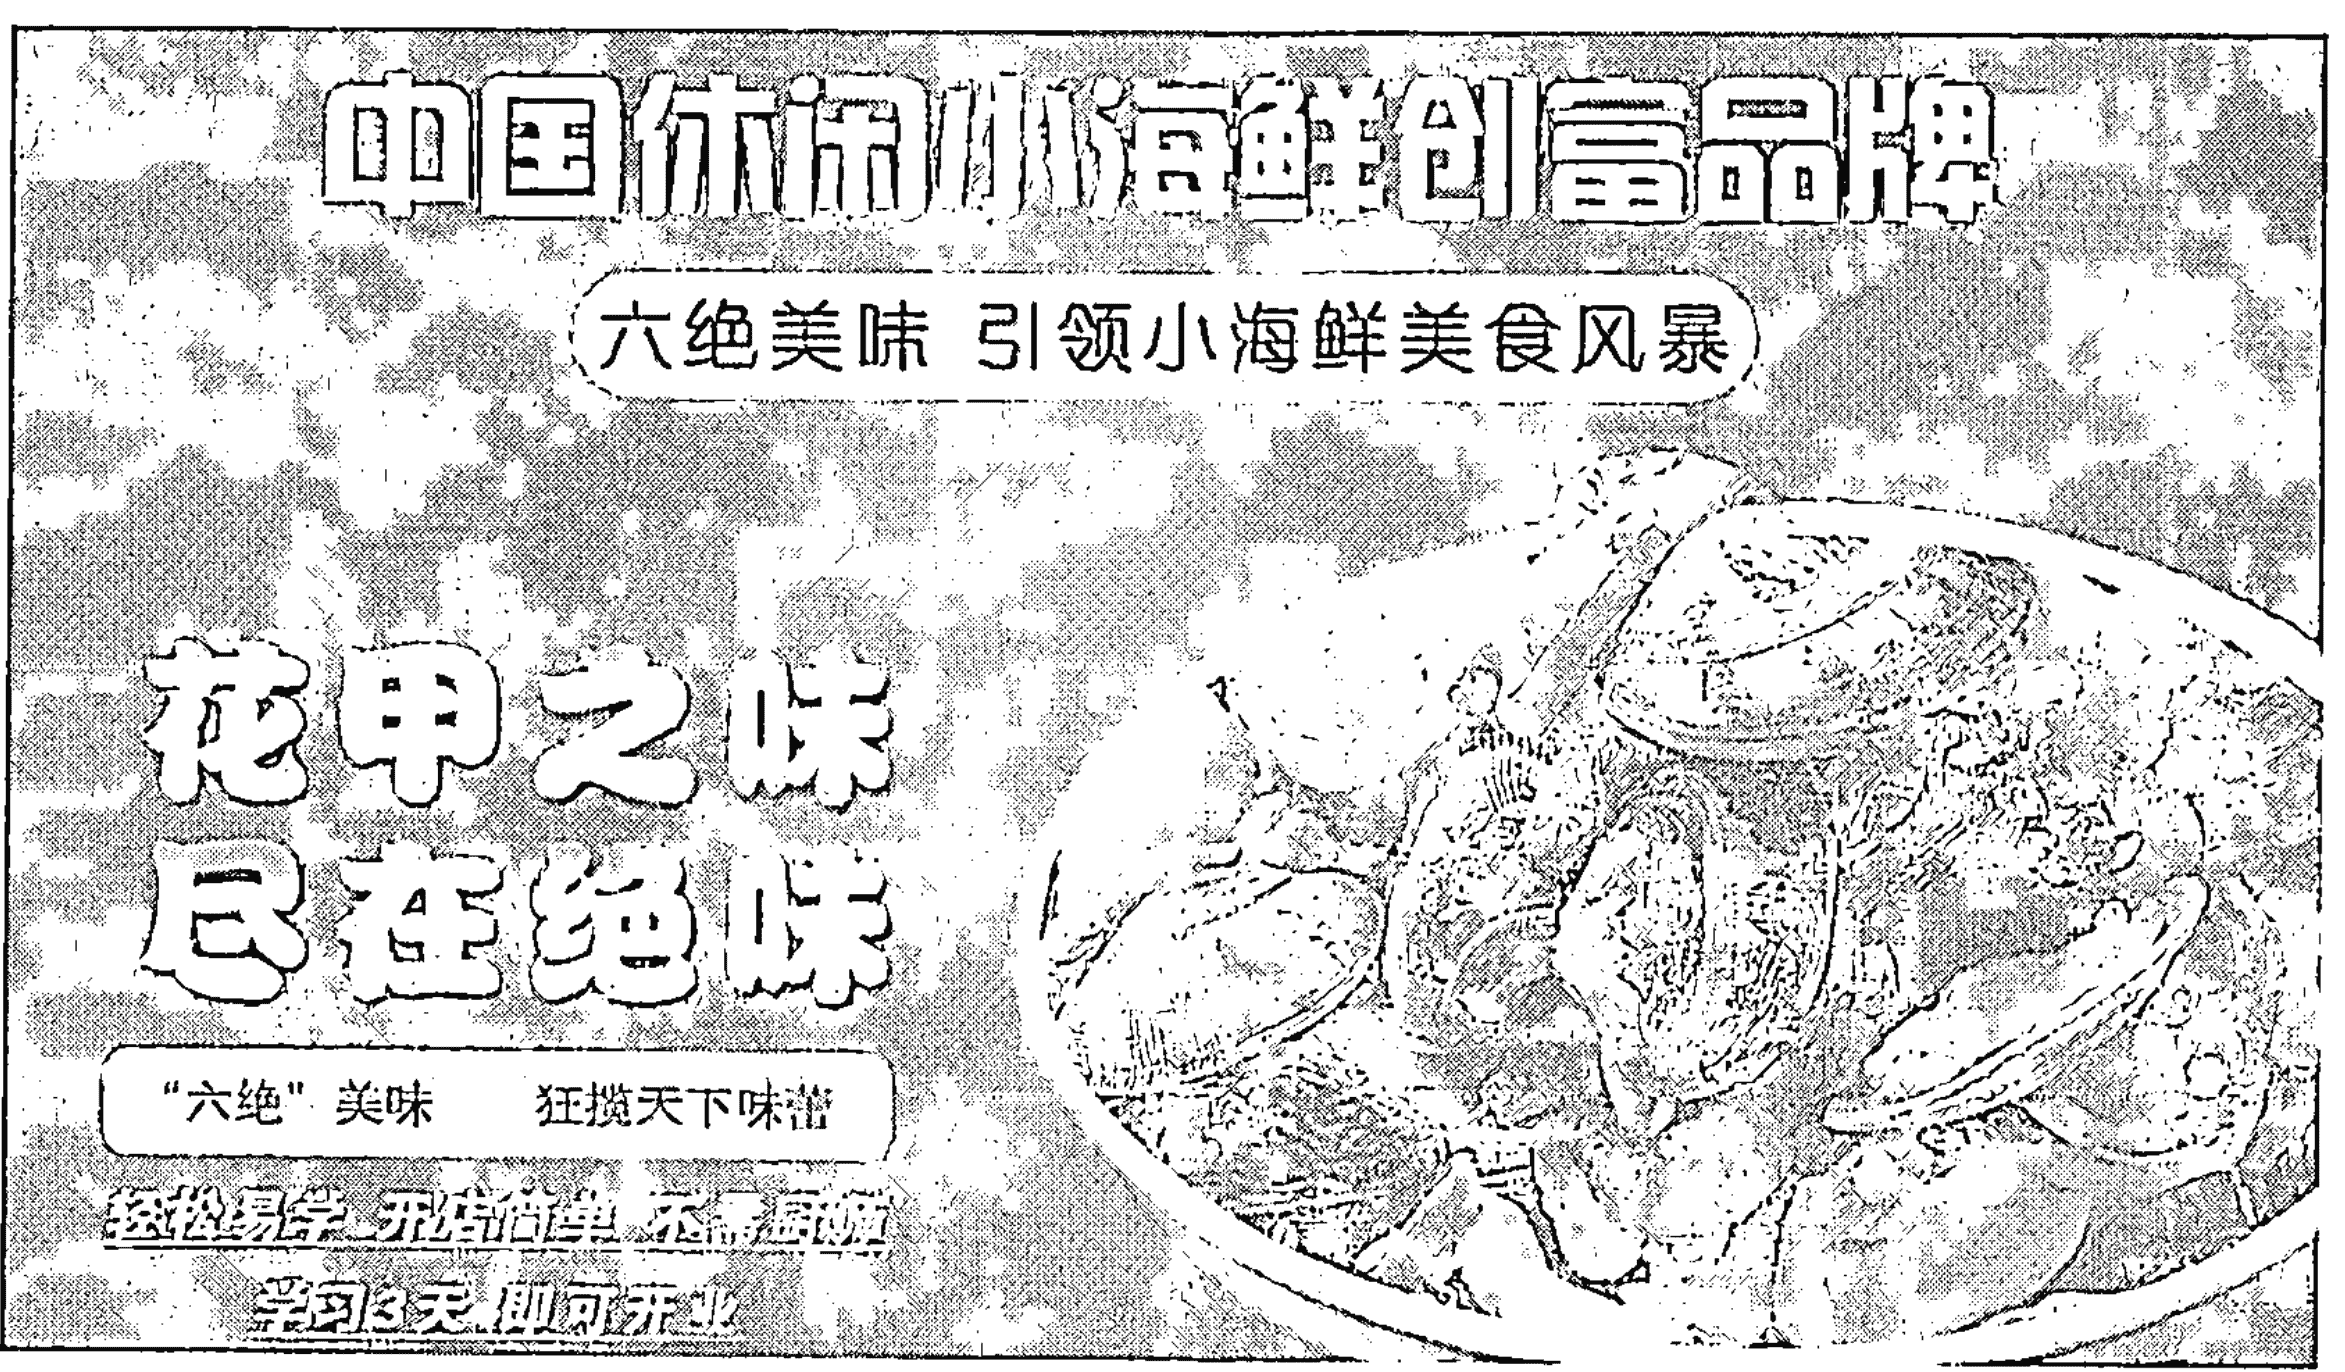 中国休闲小海鲜创富品牌
六绝美味 引领小海鲜美食风暴
花甲之味
尽在绝味
“六绝”美味 狂揽天下味蕾
轻松易学 开店简单 不需厨师
学习3天 即可开业